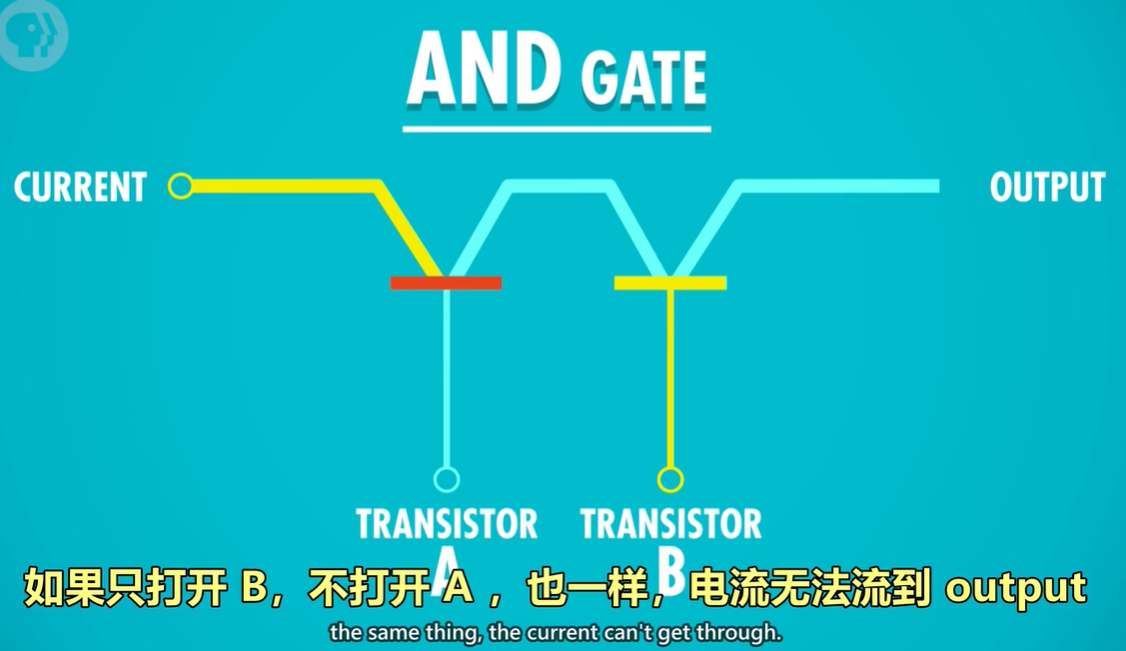 AND GATE
CURRENT
OUTPUT
TRANSISTOR
A
TRANSISTOR
B
如果只打开 B，不打开 A ，也一样，电流无法流到 output
the same thing, the current can't get through.